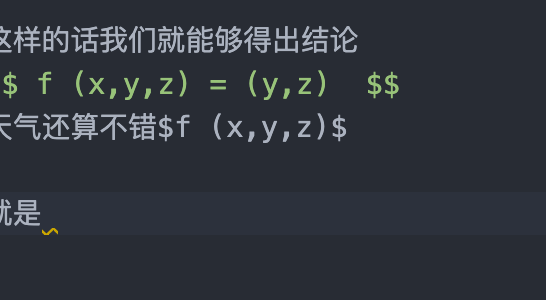 这样的话我们就能够得出结论
$ f (x,y,z) = (y,z)  $$
天气还算不错$f (x,y,z)$
就是